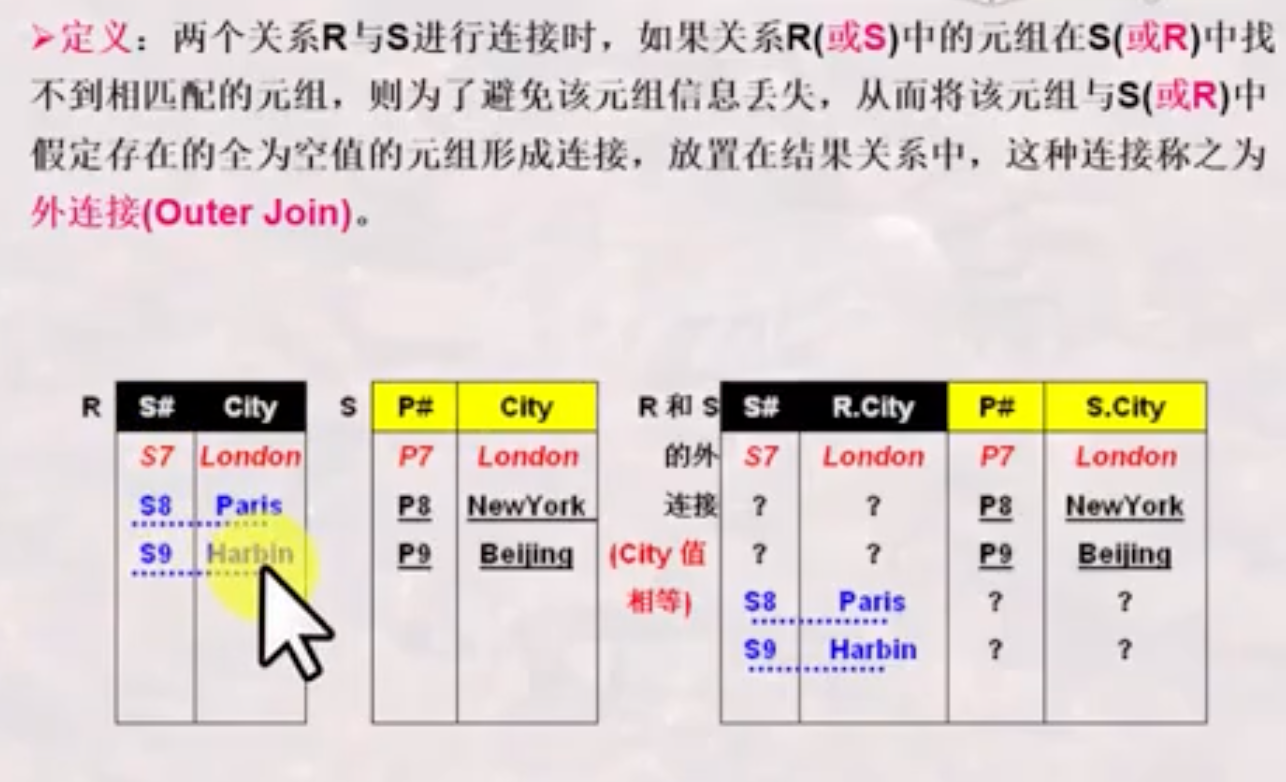 ➢定义：两个关系R与S进行连接时，如果关系R(或S)中的元组在S(或R)中找
不到相匹配的元组，则为了避免该元组信息丢失，从而将该元组与S(或R)中
假定存在的全为空值的元组形成连接，放置在结果关系中，这种连接称之为
外连接(Outer Join)。
R S# City S P# City R 和 S S# R.City P# S.City
S7 London P7 London 的外 S7 London P7 London
S8 Paris P8 NewYork 连接 ? ? P8 NewYork
S9 Harbin P9 Beijing (City 值 ? ? P9 Beijing
相等) S8 Paris ? ?
S9 Harbin ? ?